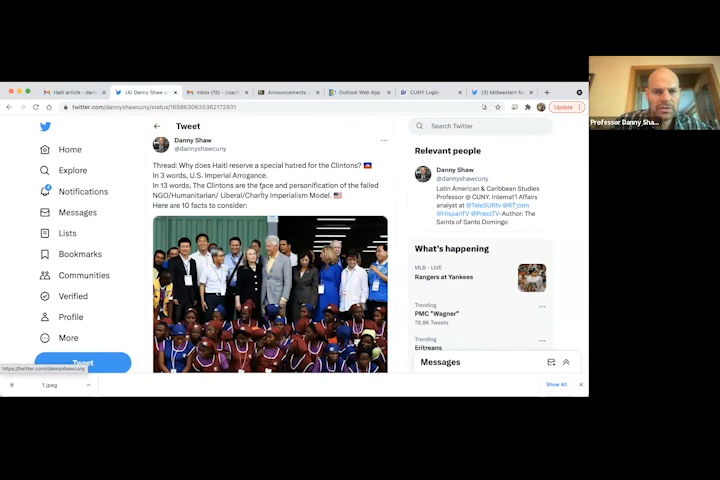 Haiti article - dann
(4) Danny Shaw - cu
Inbox (15) - coach
Announcements -
Outlook Web App
CUNY Login
(3) Midwestern M
twitter.com/dannyshawcuny/status/1658630635362172931
Update
Professor Danny Sha...
Home
Explore
4
Notifications
Messages
Lists
Bookmarks
Communities
Verified
Profile
More
Tweet
https://twitter.com/dannyshawcuny
Tweet
Danny Shaw
@dannyshawcuny
Thread: Why does Haiti reserve a special hatred for the Clintons?
In 3 words, U.S. Imperial Arrogance.
In 13 words, The Clintons are the face and personification of the failed
NGO/Humanitarian/ Liberal/Charity Imperialism Model.
Here are 10 facts to consider:
Search Twitter
Relevant people
Danny Shaw
@dannyshawcuny
Latin American & Caribbean Studies
Professor @ CUNY. Internat'l Affairs
analyst at @TeleSURtv @RT_com
@HispanTV @PressTV-Author: The
Saints of Santo Domingo
What's happening
MLB · LIVE
Rangers at Yankees
Trending
PMC "Wagner"
78.8K Tweets
Trending
Eritreans
Messages
1.jpeg
Show All